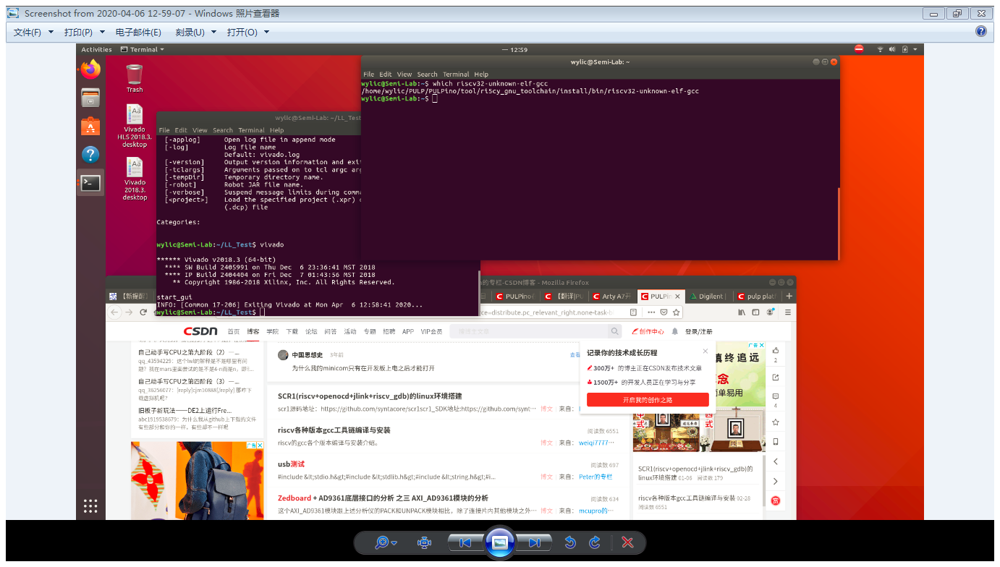 Screenshot from 2020-04-06 12-59-07 - Windows 照片查看器
文件(F) 打印(P) 电子邮件(E) 刻录(U) 打开(O)
Activities Terminal 12:59
Trash
Vivado
HLS 2018.3.
desktop
Vivado
2018.3.
desktop
wylic@Semi-Lab: ~
File Edit View Search Terminal Help
wylic@Semi-Lab:~$ which riscv32-unknown-elf-gcc
/home/wylic/PULP/PULPino/tool/ri5cy_gnu_toolchain/install/bin/riscv32-unknown-elf-gcc
wylic@Semi-Lab:~$
wylic@Semi-Lab: ~/LL_Test
File Edit View Search Terminal Help
[-applog] Open log file in append mode
[-log] Log file name
Default: vivado.log
[-version] Output version information and exi
[-tclargs] Arguments passed on to tcl argc ar
[-tempDir] Temporary directory name.
[-robot] Robot JAR file name.
[-verbose] Suspend message limits during comma
[<project>] Load the specified project (.xpr)
(.dcp) file
Categories:
wylic@Semi-Lab:~/LL_Test$ vivado
****** Vivado v2018.3 (64-bit)
**** SW Build 2405991 on Thu Dec 6 23:36:41 MST 2018
**** IP Build 2404404 on Fri Dec 7 01:43:56 MST 2018
** Copyright 1986-2018 Xilinx, Inc. All Rights Reserved.
start_gui
INFO: [Common 17-206] Exiting Vivado at Mon Apr 6 12:58:41 2020...
wylic@Semi-Lab:~/LL_Test$
的专栏-CSDN博客 - Mozilla Firefox
【新提醒】 PULPino 【翻译】PU Arty A7开 PULPin Digilent pulp plat
ce=distribute.pc_relevant_right.none-task-b
CSDN 首页 博客 学院 下载 论坛 问答 活动 专题 招聘 APP VIP会员 创作中心 登录/注册
自己动手写CPU之第九阶段（2）—...
qq_43594229：这个lwl的解释是不是哪里有问
题？我在mars里面尝试的是不是4-n而是n，即i...
自己动手写CPU之第四阶段（3）—...
qq_36256077：[reply]cjm10888[/reply] 那咋下
载虚拟机呢?
旧板子新玩法——DE2上运行Fre...
abc1519538679：为什么我从github上下载的文件
有些部分和你的一样，有些却不一样呢
广告
中国思想史 3年前 查看
为什么我的minicom只有在开发板上电之后才能打开
SCR1(riscv+openocd+jlink+riscv_gdb)的linux环境搭建
scr1源码地址：https://github.com/syntacore/scr1scr1_SDK地址:https://github.com/synt··· 博文 来自：
riscv各种版本gcc工具链编译与安装 阅读数 6551
riscv的gcc各个版本编译与安装介绍。 博文 来自： weiqi7777···
usb测试 阅读数 697
#include &lt;stdio.h&gt;#include &lt;stdlib.h&gt;#include &lt;string.h&gt;#i... 博文 来自： Peter的专栏
Zedboard + AD9361底层接口的分析 之三 AXI_AD9361模块的分析 阅读数 634
这个AXI_AD9361模块跟上述分析仪的PACK和UNPACK模块相比，除了连接片内其他模块之外··· 博文 来自： mcupro的···
记录你的技术成长历程
300万+ 的博主正在CSDN发布技术文章
1500万+ 的开发人员正在学习与分享
开启我的创作之路
广告
慎终追远
念
简单易用
中式
西式
SCR1(riscv+openocd+jlink+riscv_gdb)的
linux环境搭建 01-06 阅读数 179
riscv各种版本gcc工具链编译与安装 02-28
阅读数 6551
2
4
赏